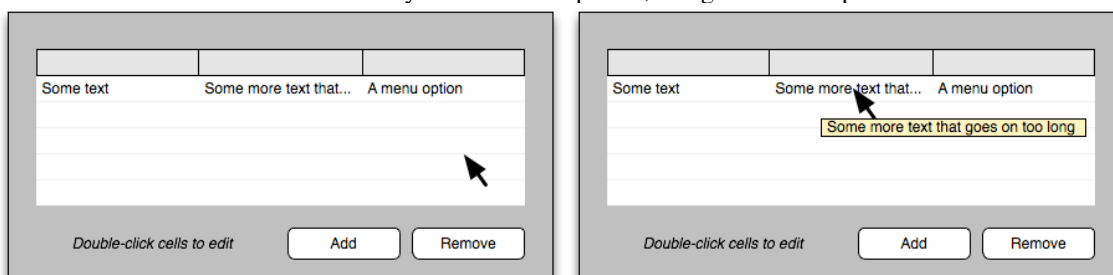 Some text Some more text that... A menu option
Double-click cells to edit Add Remove
Some text Some more text that... A menu option
Some more text that goes on too long
Double-click cells to edit Add Remove